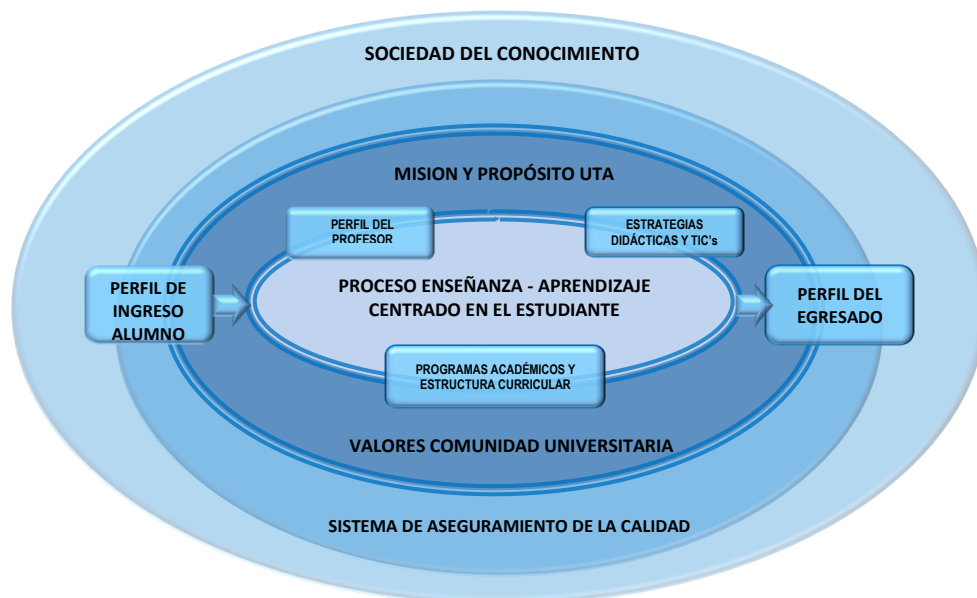 SOCIEDAD DEL CONOCIMIENTO
MISION Y PROPÓSITO UTA
PERFIL DEL
PROFESOR
ESTRATEGIAS
DIDÁCTICAS Y TIC's
PERFIL DE
INGRESO
ALUMNO
PROCESO ENSEÑANZA - APRENDIZAJE
CENTRADO EN EL ESTUDIANTE
PERFIL DEL
EGRESADO
PROGRAMAS ACADÉMICOS Y
ESTRUCTURA CURRICULAR
VALORES COMUNIDAD UNIVERSITARIA
SISTEMA DE ASEGURAMIENTO DE LA CALIDAD